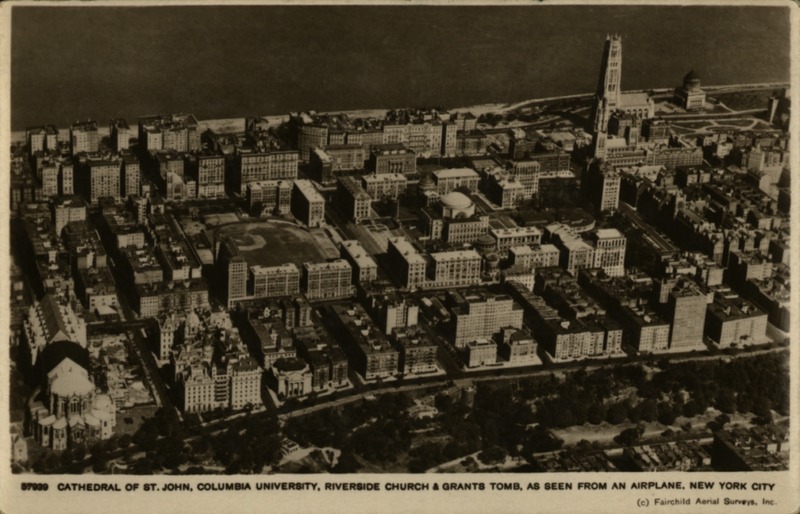 57939 CATHEDRAL OF ST. JOHN, COLUMBIA UNIVERSITY, RIVERSIDE CHURCH & GRANTS TOMB, AS SEEN FROM AN AIRPLANE, NEW YORK CITY
(c) Fairchild Aerial Surveys, Inc.